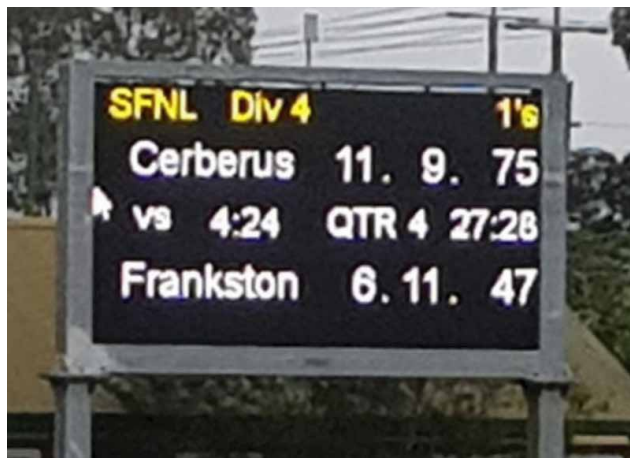 SFNL Div 4 1's
Cerberus 11. 9. 75
vs 4:24 QTR 4 27:28
Frankston 6. 11. 47